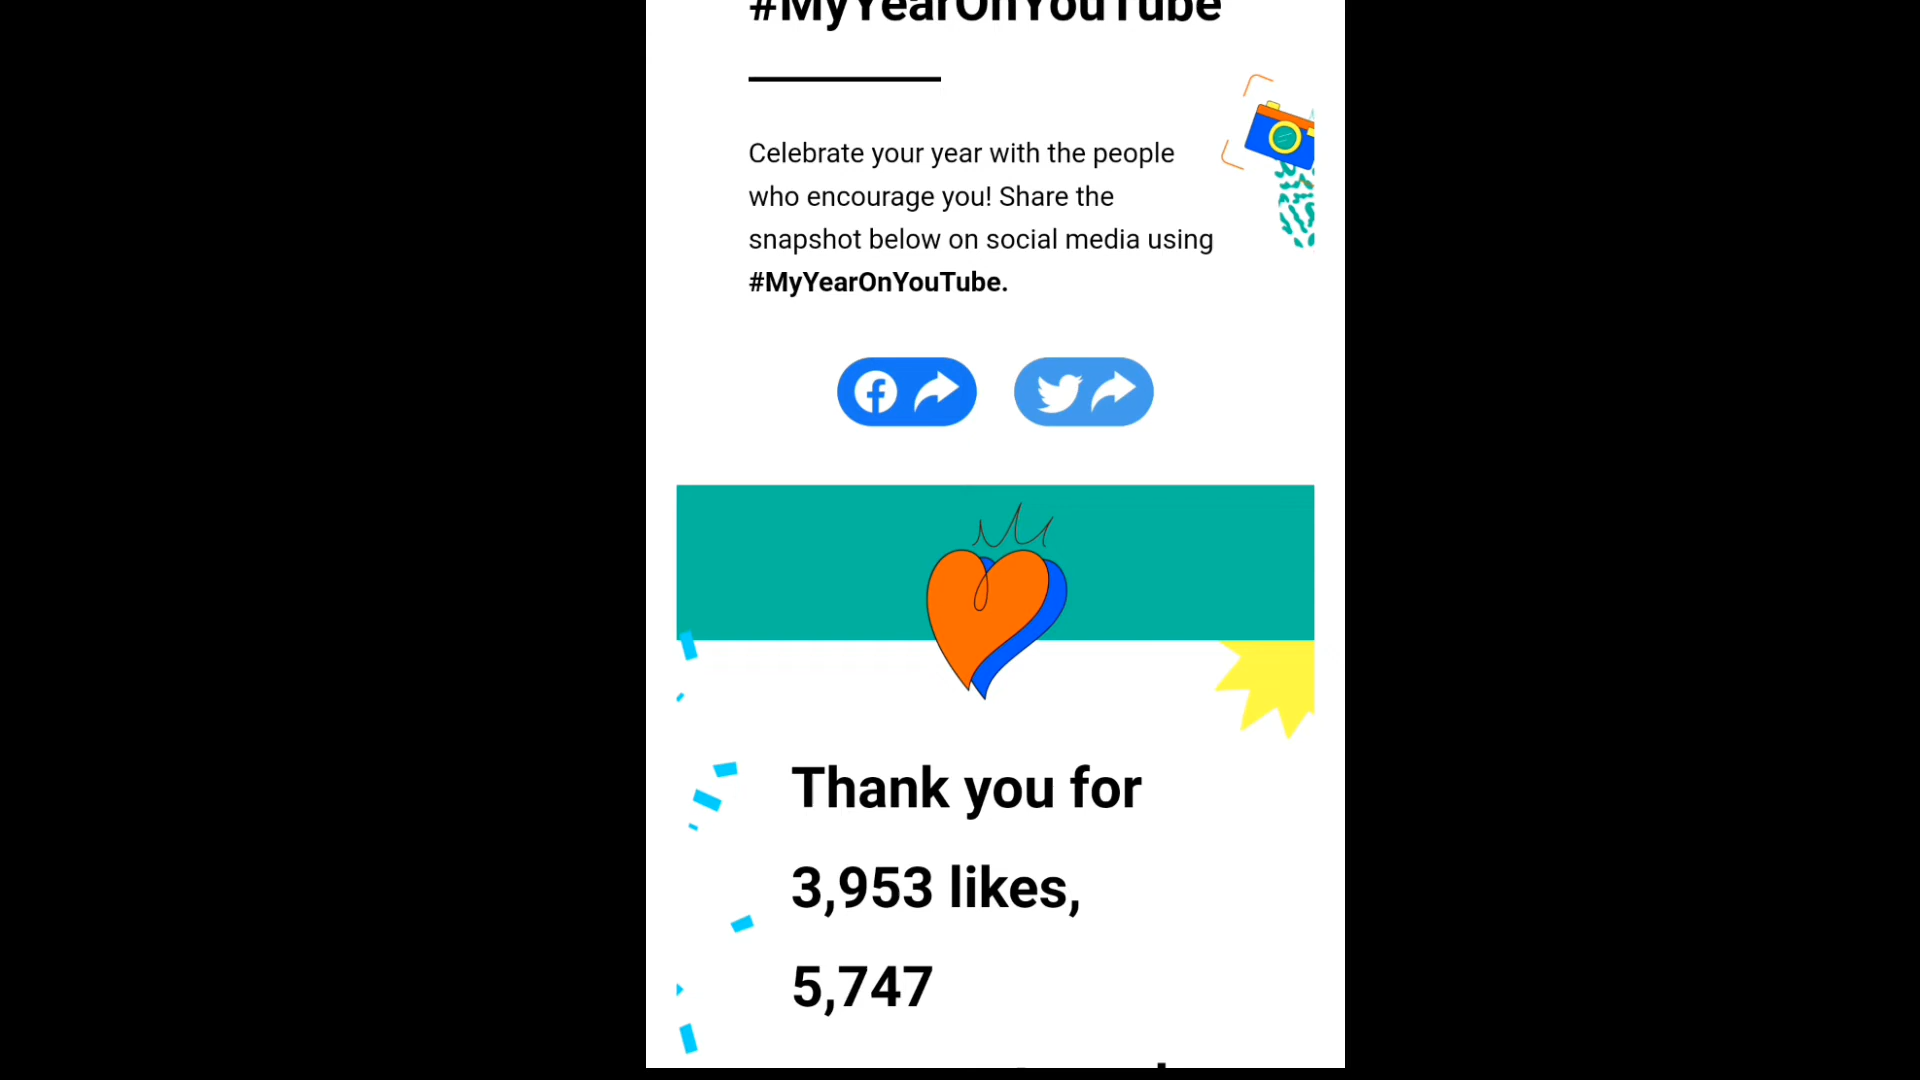 #MyYearOnYouTube
Celebrate your year with the people
who encourage you! Share the
snapshot below on social media using
#MyYearOnYouTube.
Thank you for
3,953 likes,
5,747